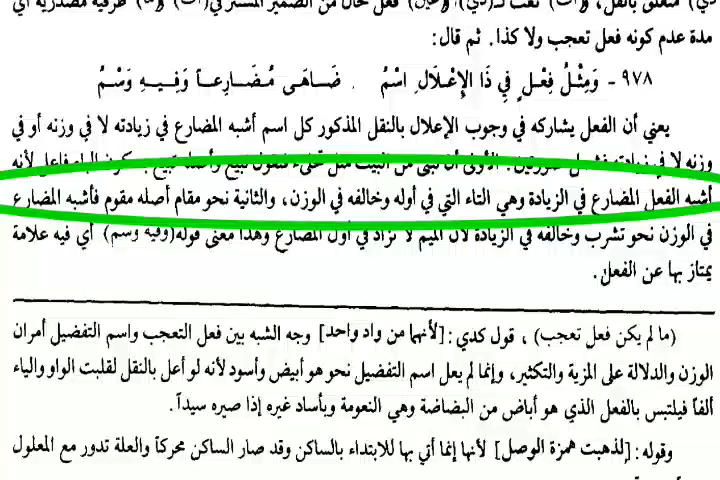 مدة عدم كونه فعل تعجب ولا كذا. ثم قال:
٩٧٨ - وَمِثْلُ فِعْلٍ فِي ذَا الإِعْلَالِ اسْمُ ضَاهَى مُضَارِعاً وَفِيهِ وَسْمُ
يعني أن الفعل يشاركه في وجوب الإعلال بالنقل المذكور كل اسم أشبه المضارع في زيادته لا في وزنه أو في
وزنه لا في زيادته
أشبه الفعل المضارع في الزيادة وهي التاء التي في أوله وخالفه في الوزن، والثانية نحو مقام أصله مقوم فأشبه المضارع
في الوزن نحو تشرب وخالفه في الزيادة لأن الميم لا تزاد في أول المضارع وهذا معنى قوله (وفيه وسم) أي فيه علامة
يمتاز بها عن الفعل.
(ما لم يكن فعل تعجب) ، قول كدي: [لأنهما من واد واحد] وجه الشبه بين فعل التعجب واسم التفضيل أمران
الوزن والدلالة على المزية والتكثير، وإنما لم يعل اسم التفضيل نحو هو أبيض وأسود لأنه لو أعل بالنقل لقلبت الواو والياء
ألفاً فيلتبس بالفعل الذي هو أباض من البضاضة وهي النعومة وبأساد غيره إذا صيره سيداً.
وقوله: [لذهبت همزة الوصل] لأنها إنما أتي بها للابتداء بالساكن وقد صار الساكن محركاً والعلة تدور مع المعلول